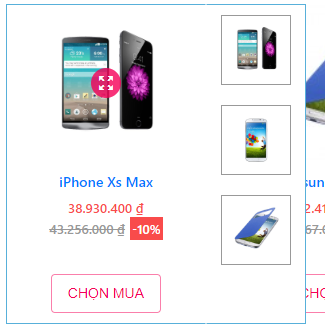 iPhone Xs Max
38.930.400 ₫
43.256.000 ₫ -10%
CHỌN MUA